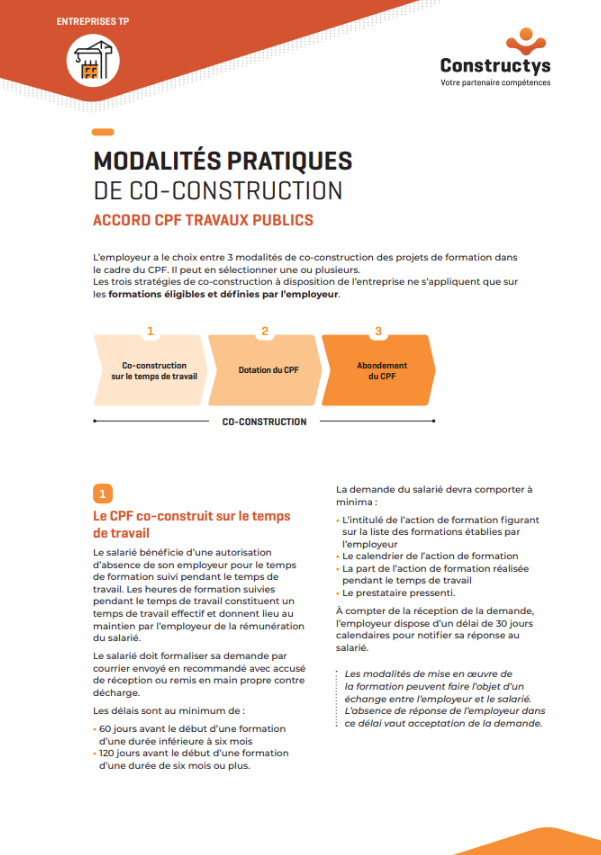 ENTREPRISES TP
Constructys
Votre partenaire compétences
MODALITÉS PRATIQUES
DE CO-CONSTRUCTION
ACCORD CPF TRAVAUX PUBLICS
L'employeur a le choix entre 3 modalités de co-construction des projets de formation dans
le cadre du CPF. Il peut en sélectionner une ou plusieurs.
Les trois stratégies de co-construction à disposition de l'entreprise ne s'appliquent que sur
les formations éligibles et définies par l'employeur.
1
Co-construction
sur le temps de travail
2
Dotation du CPF
3
Abondement
du CPF
CO-CONSTRUCTION
1
Le CPF co-construit sur le temps
de travail
Le salarié bénéficie d'une autorisation
d'absence de son employeur pour le temps
de formation suivi pendant le temps de
travail. Les heures de formation suivies
pendant le temps de travail constituent un
temps de travail effectif et donnent lieu au
maintien par l'employeur de la rémunération
du salarié.
Le salarié doit formaliser sa demande par
courrier envoyé en recommandé avec accusé
de réception ou remis en main propre contre
décharge.
Les délais sont au minimum de :
• 60 jours avant le début d'une formation
d'une durée inférieure à six mois
• 120 jours avant le début d'une formation
d'une durée de six mois ou plus.
La demande du salarié devra comporter à
minima :
• L'intitulé de l'action de formation figurant
sur la liste des formations établies par
l'employeur
• Le calendrier de l'action de formation
• La part de l'action de formation réalisée
pendant le temps de travail
• Le prestataire pressenti.
À compter de la réception de la demande,
l'employeur dispose d'un délai de 30 jours
calendaires pour notifier sa réponse au
salarié.
Les modalités de mise en œuvre de
la formation peuvent faire l'objet d'un
échange entre l'employeur et le salarié.
L'absence de réponse de l'employeur dans
ce délai vaut acceptation de la demande.